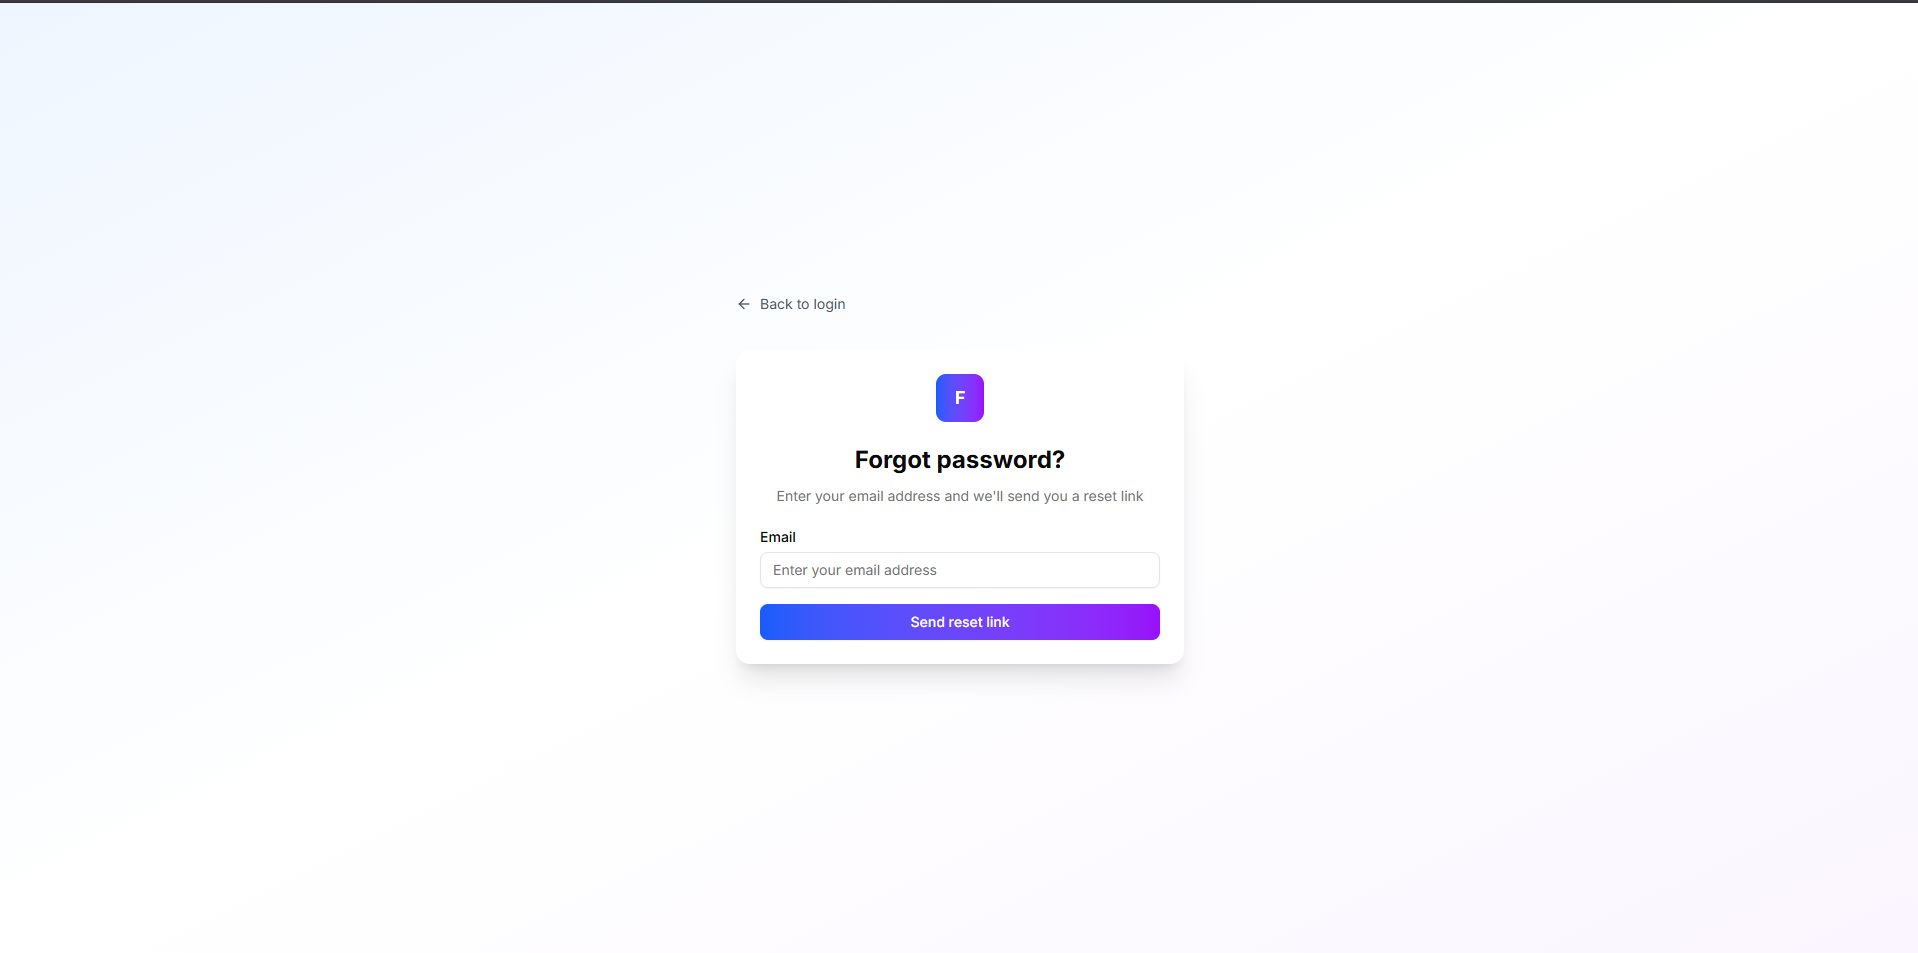 Back to login
F
Forgot password?
Enter your email address and we'll send you a reset link
Email
Enter your email address
Send reset link